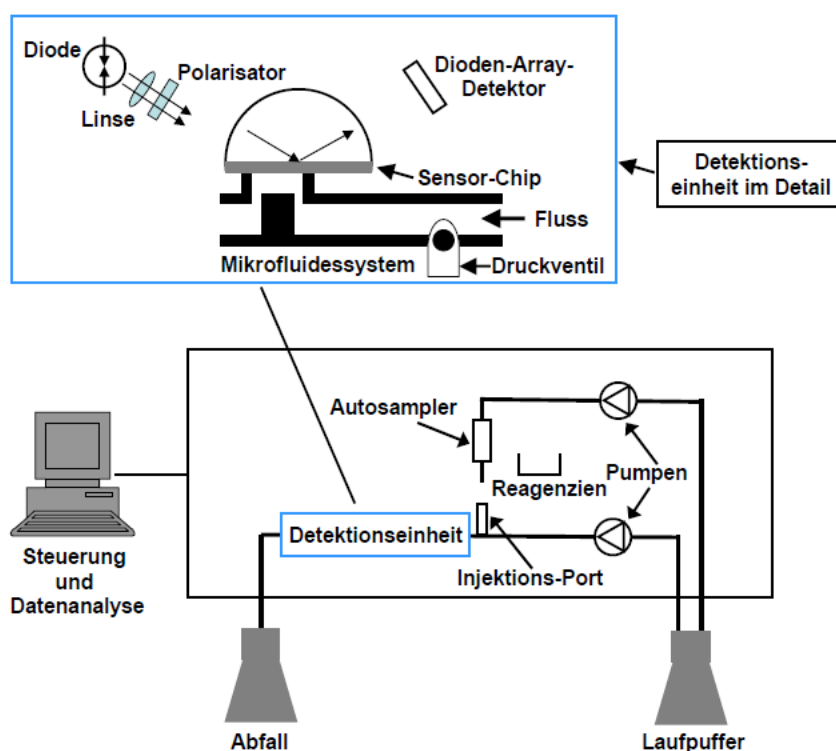 Diode
Polarisator
Linse
Dioden-Array-
Detektor
Sensor-Chip
Fluss
Mikrofluidessystem
Druckventil
Detektions-
einheit im Detail
Autosampler
Reagenzien
Pumpen
Detektionseinheit
Injektions-Port
Steuerung
und
Datenanalyse
Abfall
Laufpuffer